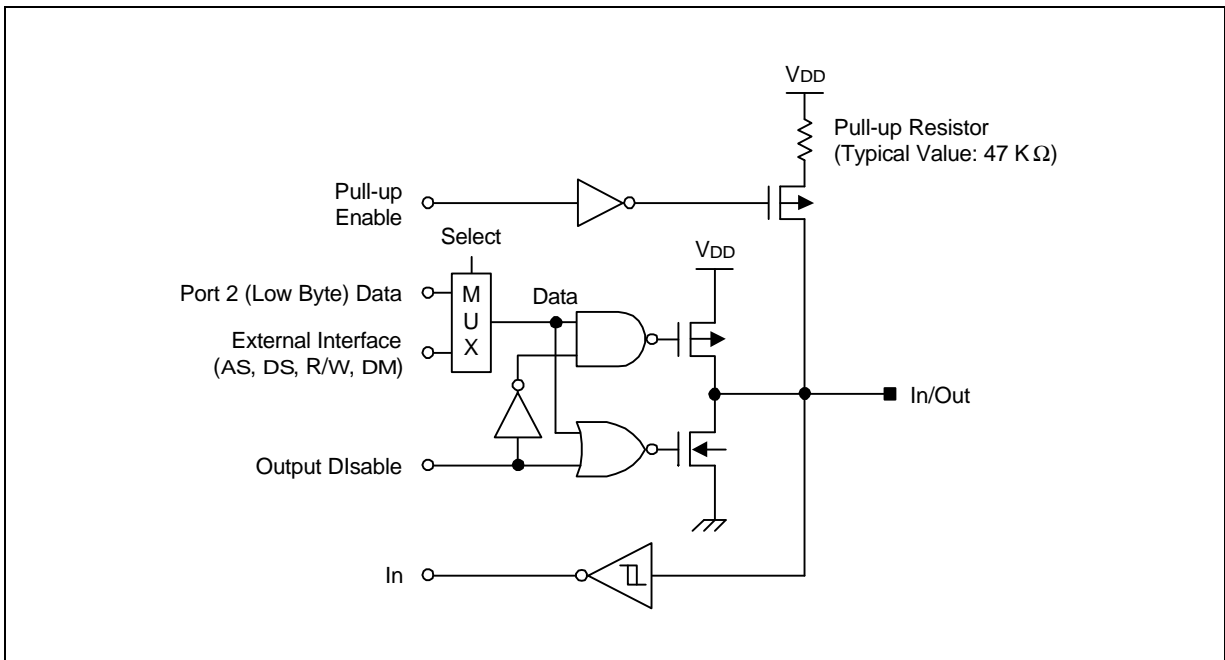 VDD
Pull-up Resistor
(Typical Value: 47 KΩ)
Pull-up
Enable
Select
VDD
Port 2 (Low Byte) Data
M
U
X
Data
External Interface
(AS, DS, R/W, DM)
In/Out
Output DIsable
In